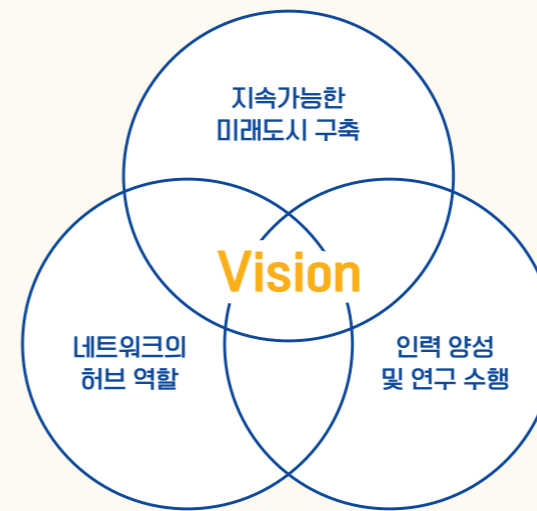 지속가능한
미래도시 구축
Vision
네트워크의
허브 역할
인력 양성
및 연구 수행